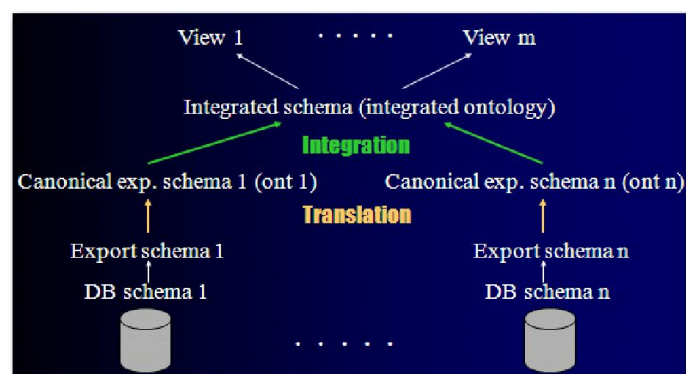 View 1 . . . . . View m
Integrated schema (integrated ontology)
Integration
Canonical exp. schema 1 (ont 1) Canonical exp. schema n (ont n)
Translation
Export schema 1 Export schema n
DB schema 1 DB schema n
. . . . .